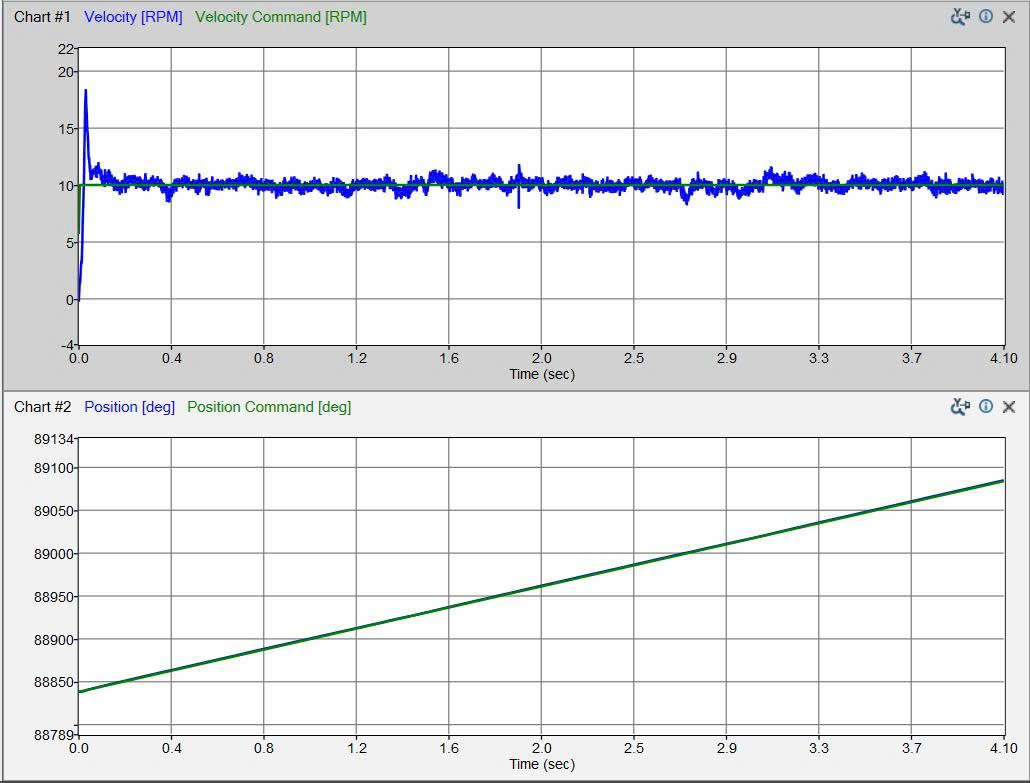 Chart #1 Velocity [RPM] Velocity Command [RPM]
22
20
15
10
5
0
-4
0.0 0.4 0.8 1.2 1.6 2.0 2.5 2.9 3.3 3.7 4.10
Time (sec)
Chart #2 Position [deg] Position Command [deg]
89134
89100
89050
89000
88950
88900
88850
88789
0.0 0.4 0.8 1.2 1.6 2.0 2.5 2.9 3.3 3.7 4.10
Time (sec)